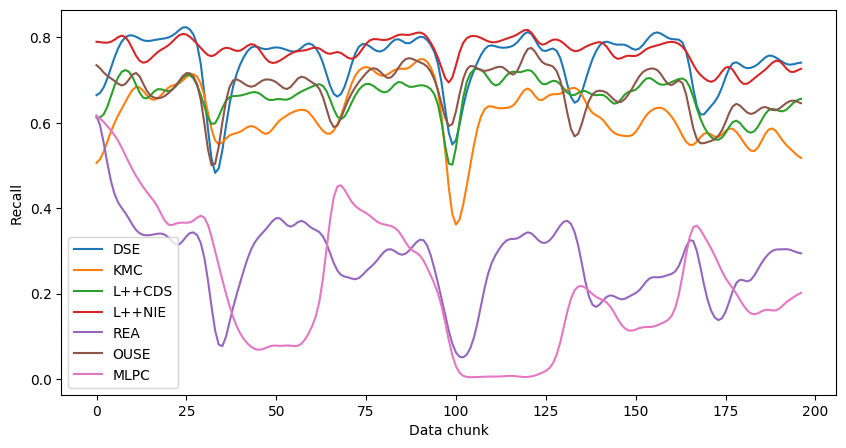 0.8
0.6
0.4
0.2
0.0
Recall
DSE
KMC
L++CDS
L++NIE
REA
OUSE
MLPC
0 25 50 75 100 125 150 175 200
Data chunk